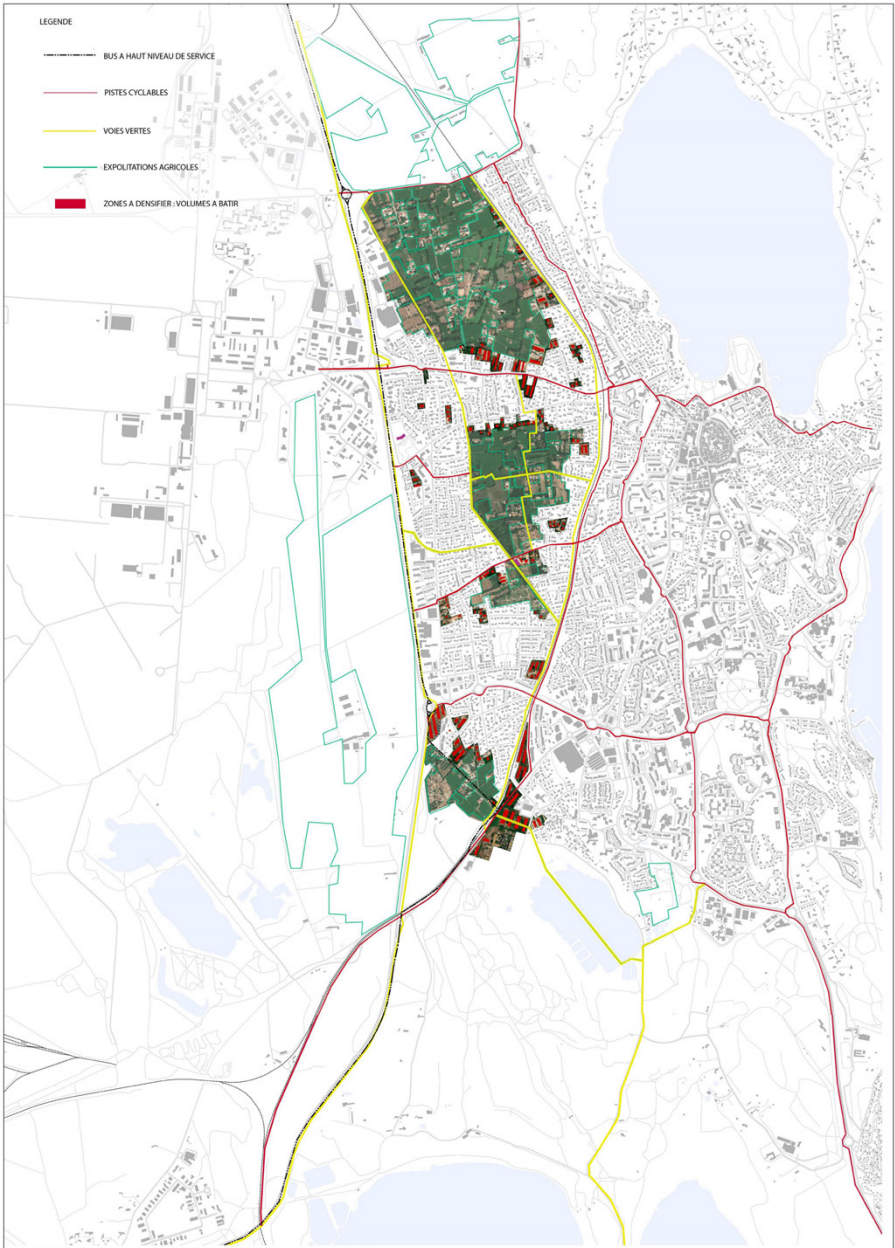 LEGENDE
BUS A HAUT NIVEAU DE SERVICE
PISTES CYCLABLES
VOIES VERTES
EXPOLITATIONS AGRICOLES
ZONES A DENSIFIER : VOLUMES A BATIR